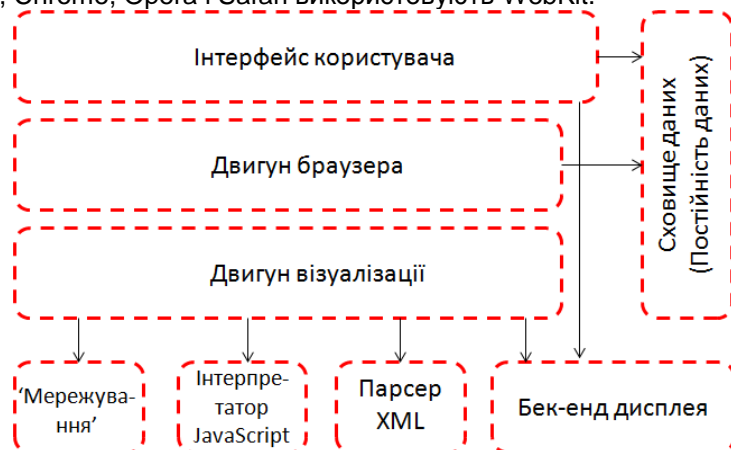 , Chrome, Opera і Safari використовують WebKit.
Інтерфейс користувача
Двигун браузера
Двигун візуалізації
Сховище даних
(Постійність даних)
‘Мережува-
ння’
Інтерпре-
татор
JavaScript
Парсер
XML
Бек-енд дисплея